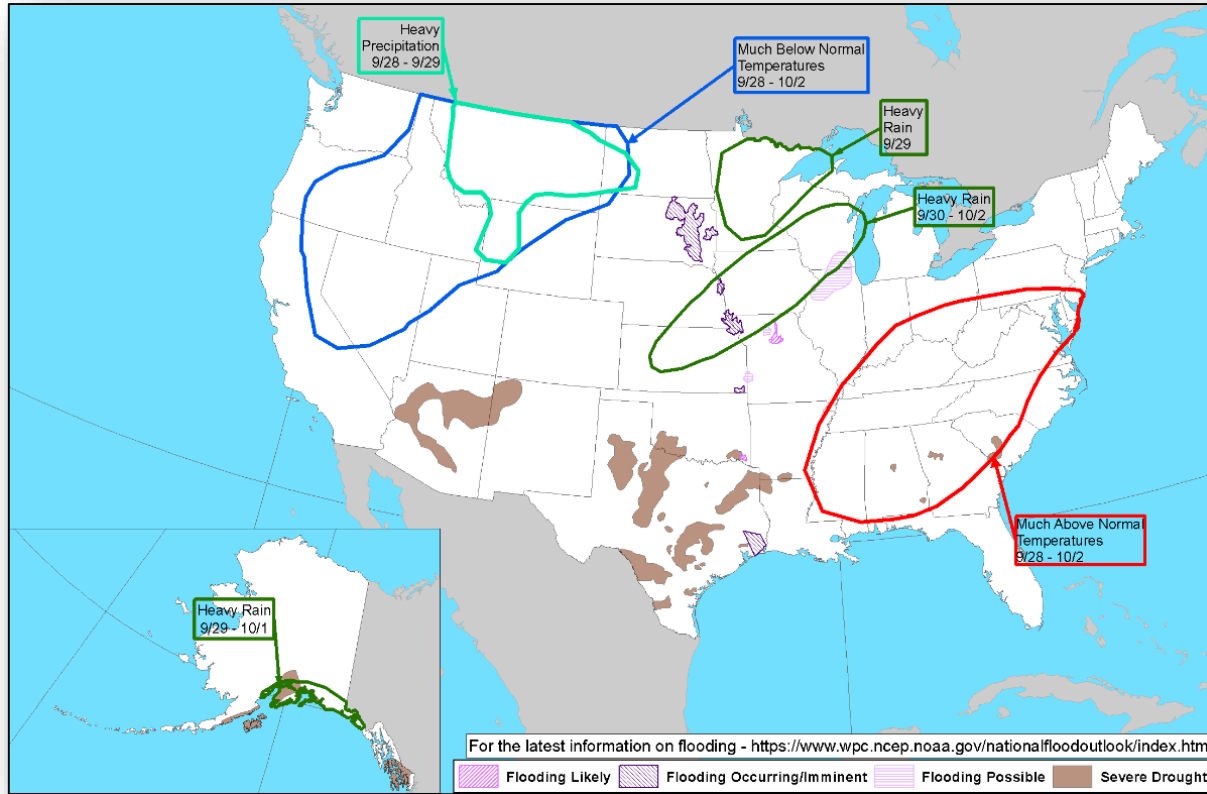 Heavy
Precipitation
9/28 - 9/29
Much Below Normal
Temperatures
9/28 - 10/2
Heavy
Rain
9/29
Heavy Rain
9/30 - 10/2
Much Above Normal
Temperatures
9/28 - 10/2
Heavy Rain
9/29 - 10/1
For the latest information on flooding - https://www.wpc.ncep.noaa.gov/nationalfloodoutlook/index.htm
Flooding Likely
Flooding Occurring/Imminent
Flooding Possible
Severe Drought